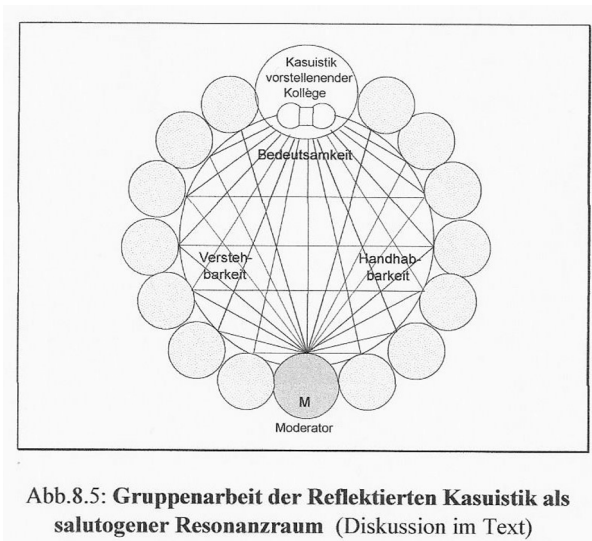 Kasuistik
vorstellenender
Kollège
Bedeutsamkeit
Versteh-
barkeit
Handhab-
barkeit
M
Moderator
Abb.8.5: Gruppenarbeit der Reflektierten Kasuistik als
salutogener Resonanzraum (Diskussion im Text)